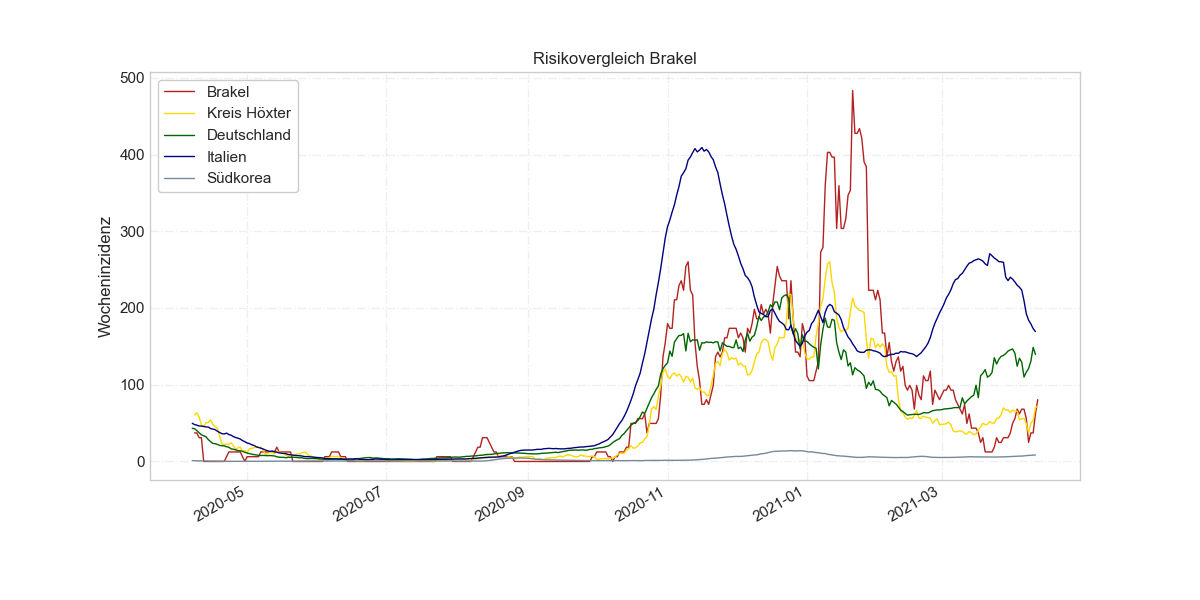 Risikovergleich Brakel
500
400
300
200
100
0
Wocheninzidenz
Brakel
Kreis Höxter
Deutschland
Italien
Südkorea
2020-05
2020-07
2020-09
2020-11
2021-01
2021-03